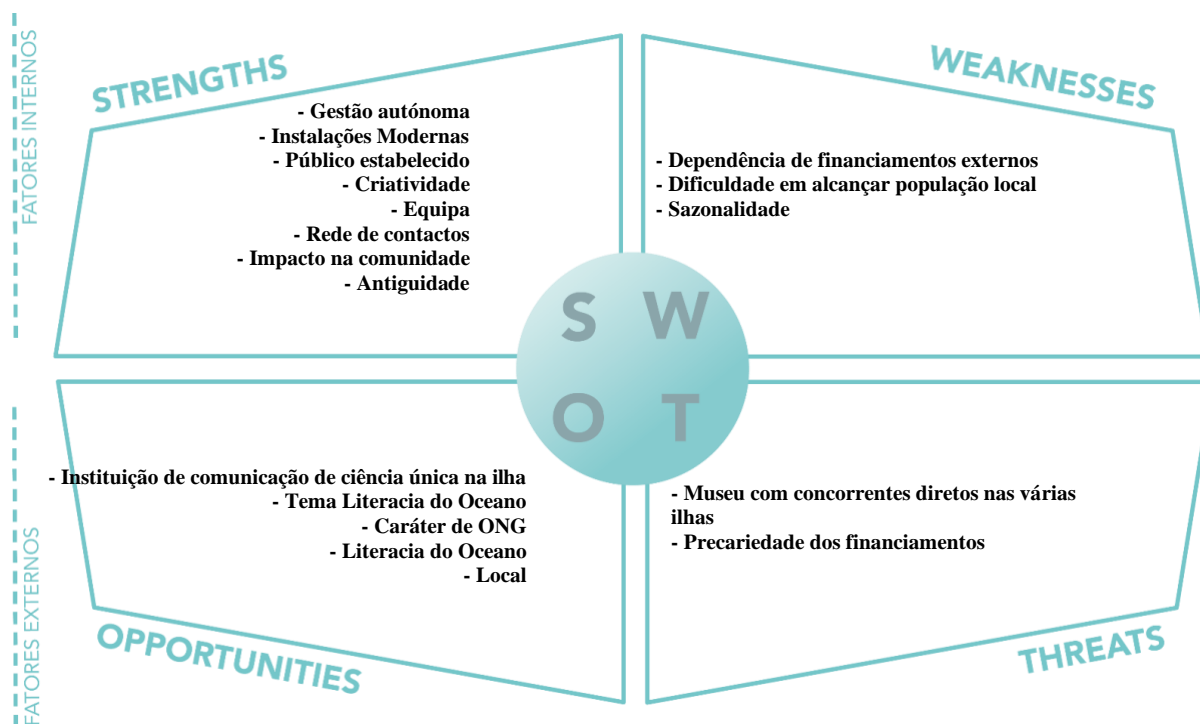 FATORES INTERNOS
STRENGTHS
- Gestão autónoma
- Instalações Modernas
- Público estabelecido
- Criatividade
- Equipa
- Rede de contactos
- Impacto na comunidade
- Antiguidade
WEAKNESSES
- Dependência de financiamentos externos
- Dificuldade em alcançar população local
- Sazonalidade
S W
O T
FATORES EXTERNOS
- Instituição de comunicação de ciência única na ilha
- Tema Literacia do Oceano
- Caráter de ONG
- Literacia do Oceano
- Local
OPPORTUNITIES
- Museu com concorrentes diretos nas várias
ilhas
- Precariedade dos financiamentos
THREATS